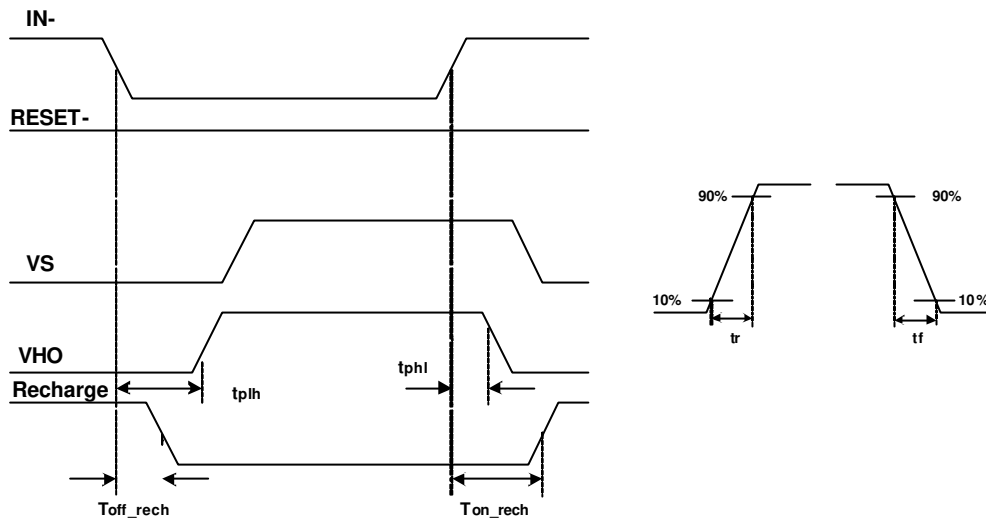 IN-
RESET-
VS
VHO
Recharge
tplh
tphl
Toff_rech
Ton_rech
90%
90%
10%
10%
tr
tf